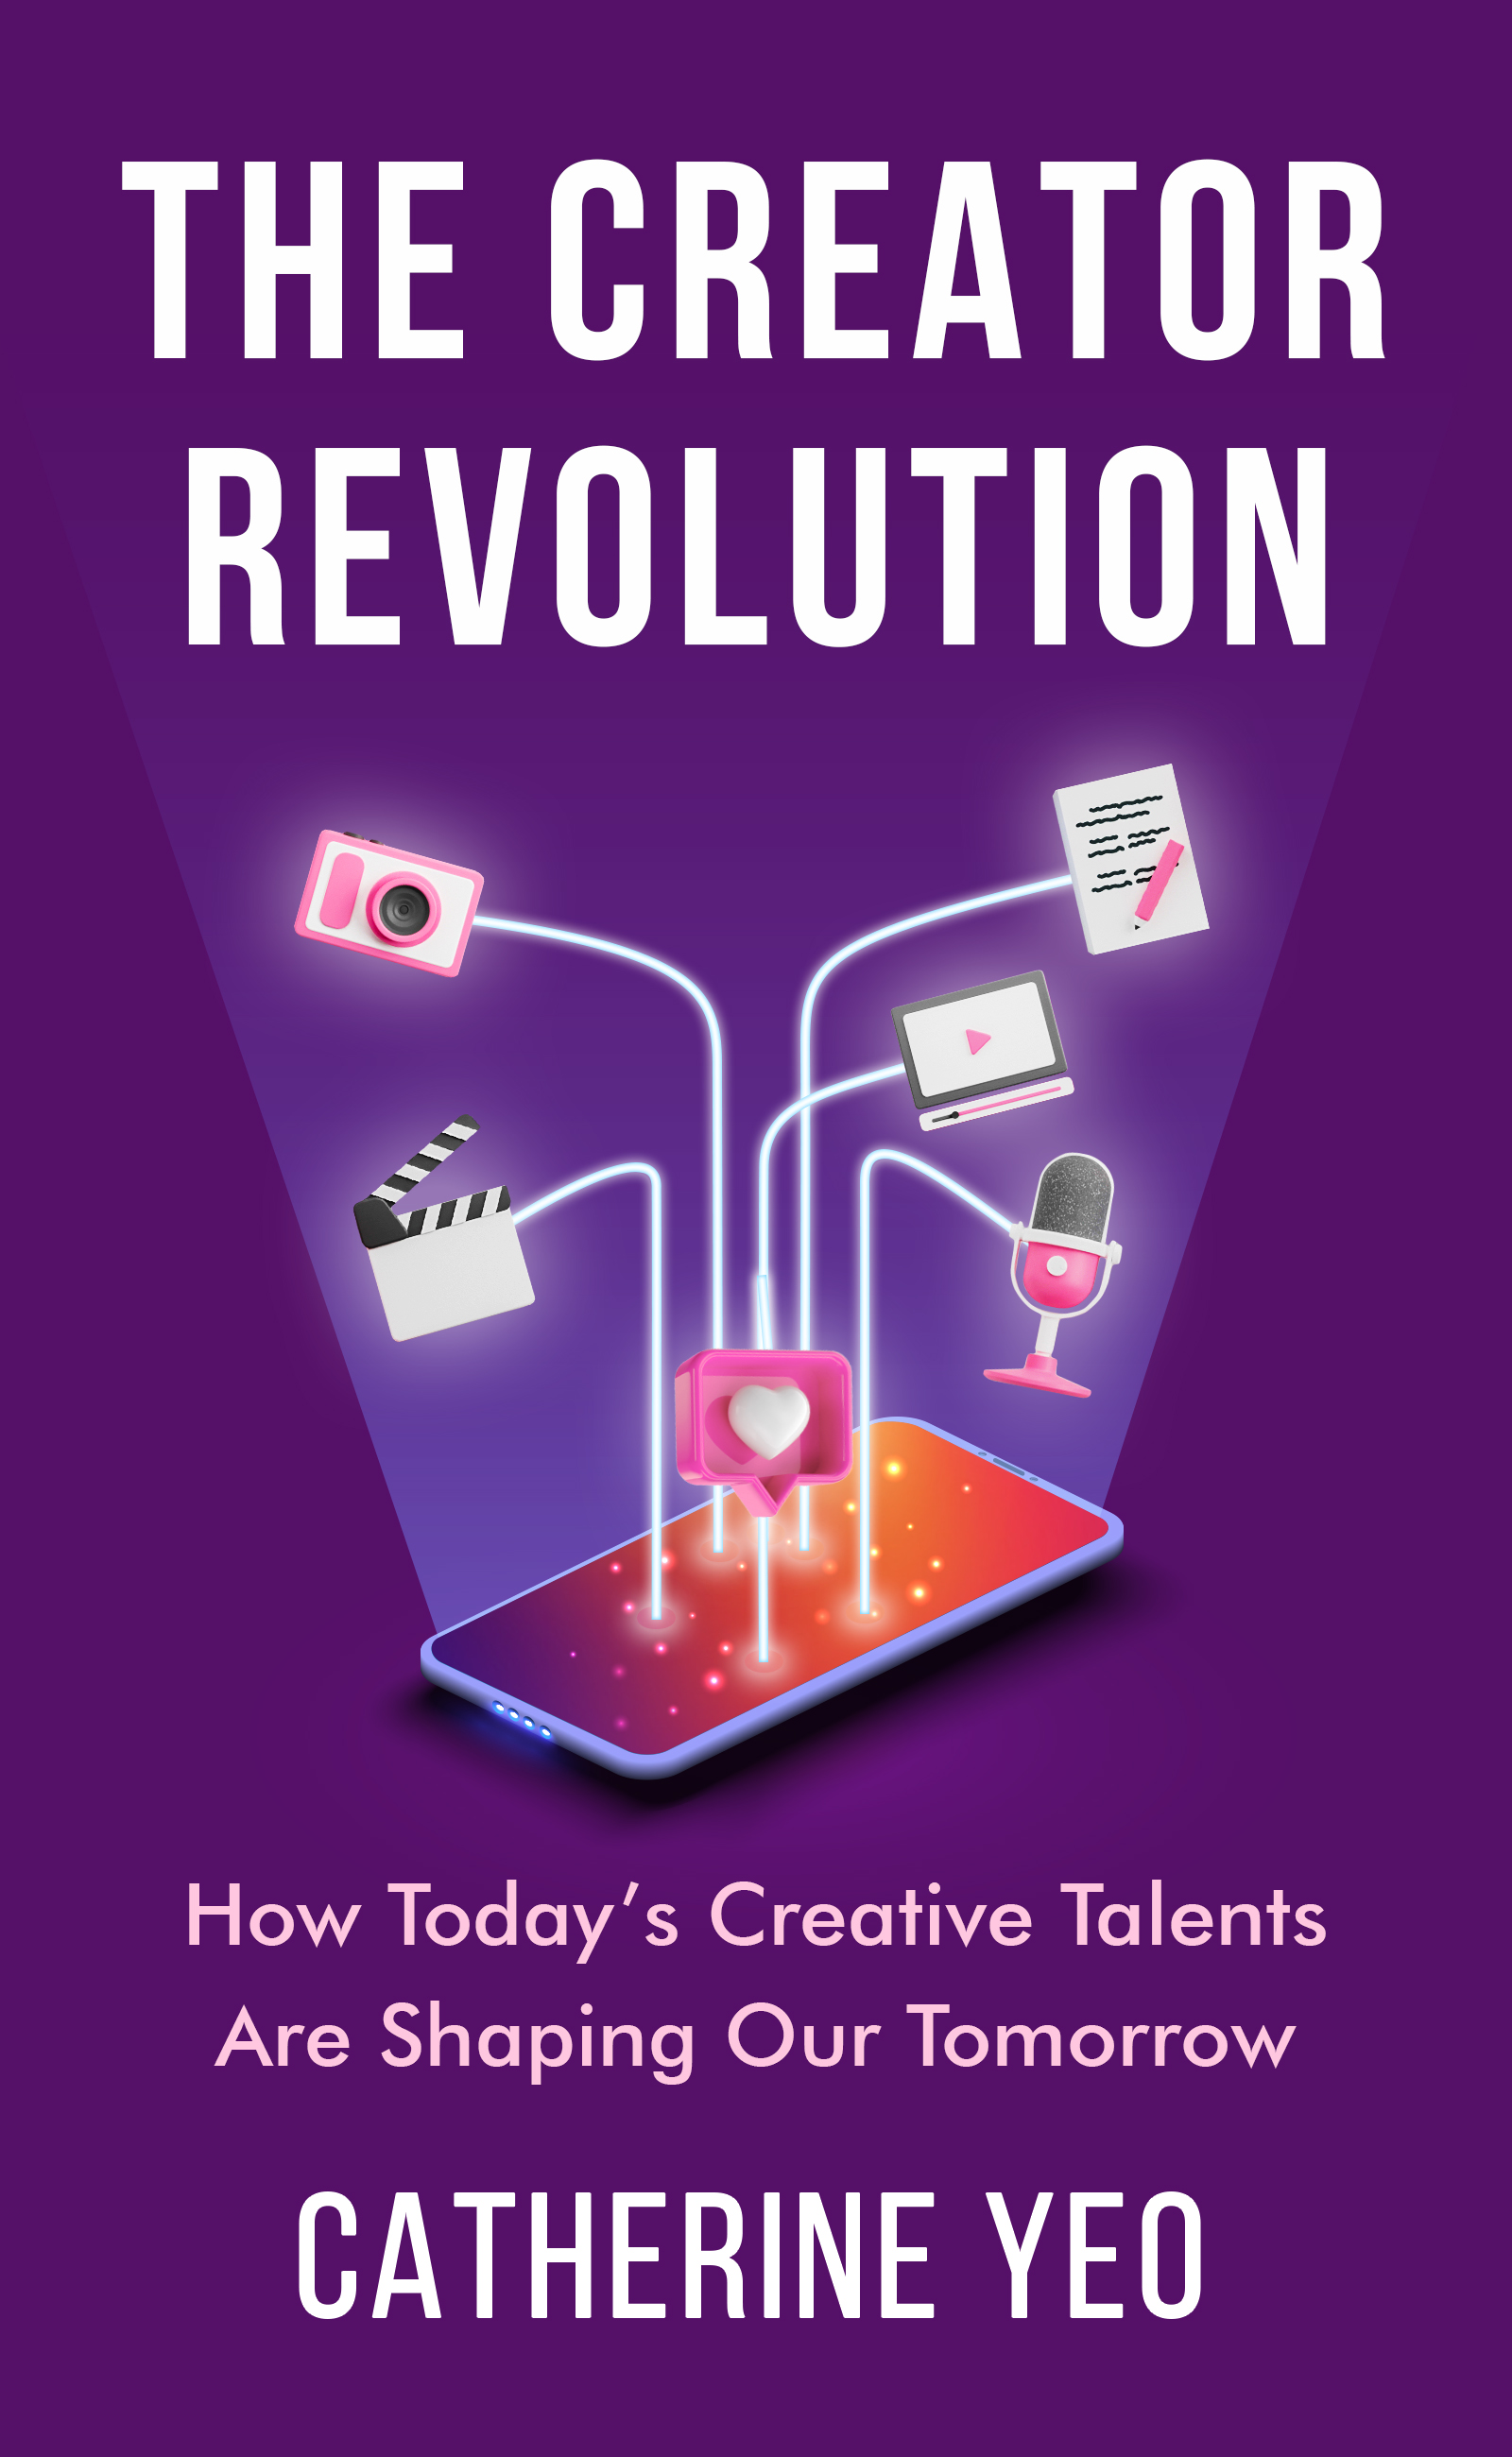 THE CREATOR
REVOLUTION
How Today’s Creative Talents
Are Shaping Our Tomorrow
CATHERINE YEO